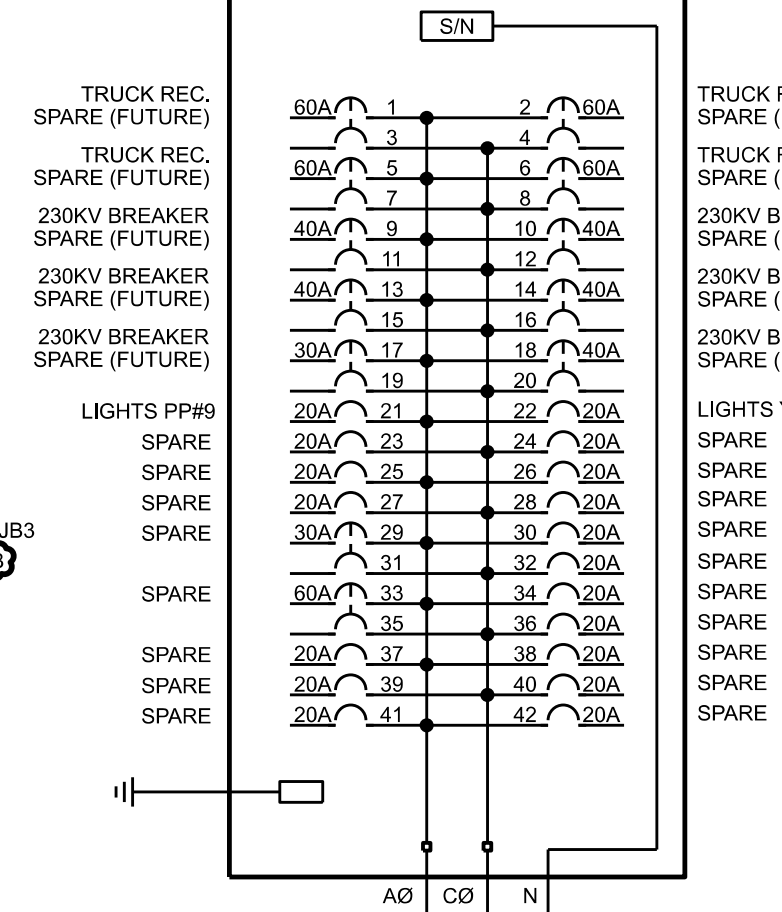 S/N
TRUCK REC. 60A 1 2 60A TRUCK
SPARE (FUTURE) SPARE (
3 4
TRUCK REC. 60A 5 6 60A TRUCK
SPARE (FUTURE) SPARE (
7 8
230KV BREAKER 40A 9 10 40A 230KV B
SPARE (FUTURE) SPARE (
11 12
230KV BREAKER 40A 13 14 40A 230KV B
SPARE (FUTURE) SPARE (
15 16
230KV BREAKER 30A 17 18 40A 230KV B
SPARE (FUTURE) SPARE (
19 20
LIGHTS PP#9 20A 21 22 20A LIGHTS
SPARE 20A 23 24 20A SPARE
SPARE 20A 25 26 20A SPARE
SPARE 20A 27 28 20A SPARE
JB3 SPARE 30A 29 30 20A SPARE
31 32 20A SPARE
SPARE 60A 33 34 20A SPARE
35 36 20A SPARE
SPARE 20A 37 38 20A SPARE
SPARE 20A 39 40 20A SPARE
SPARE 20A 41 42 20A SPARE
AØ CØ N